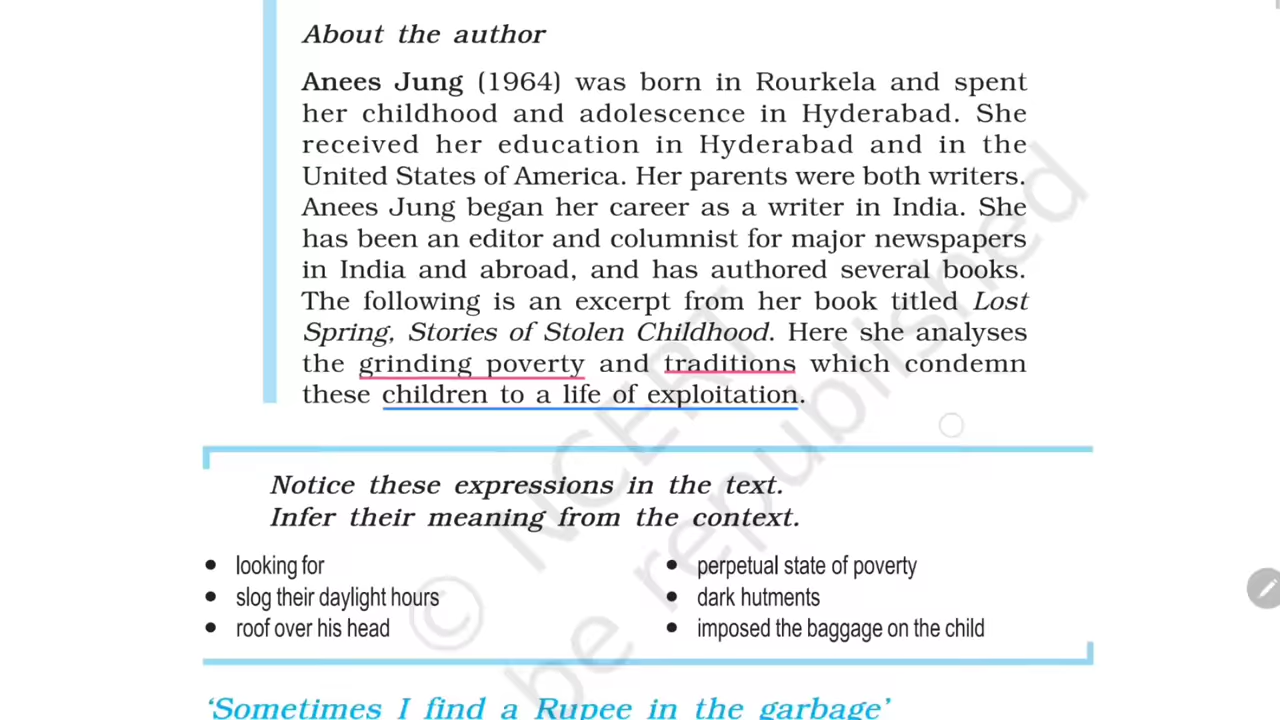 About the author
Anees Jung (1964) was born in Rourkela and spent
her childhood and adolescence in Hyderabad. She
received her education in Hyderabad and in the
United States of America. Her parents were both writers.
Anees Jung began her career as a writer in India. She
has been an editor and columnist for major newspapers
in India and abroad, and has authored several books.
The following is an excerpt from her book titled Lost
Spring, Stories of Stolen Childhood. Here she analyses
the grinding poverty and traditions which condemn
these children to a life of exploitation.
Notice these expressions in the text.
Infer their meaning from the context.
• looking for
• slog their daylight hours
• roof over his head
• perpetual state of poverty
• dark hutments
• imposed the baggage on the child
‘Sometimes I find a Rupee in the garbage’
© NCERT
be republished